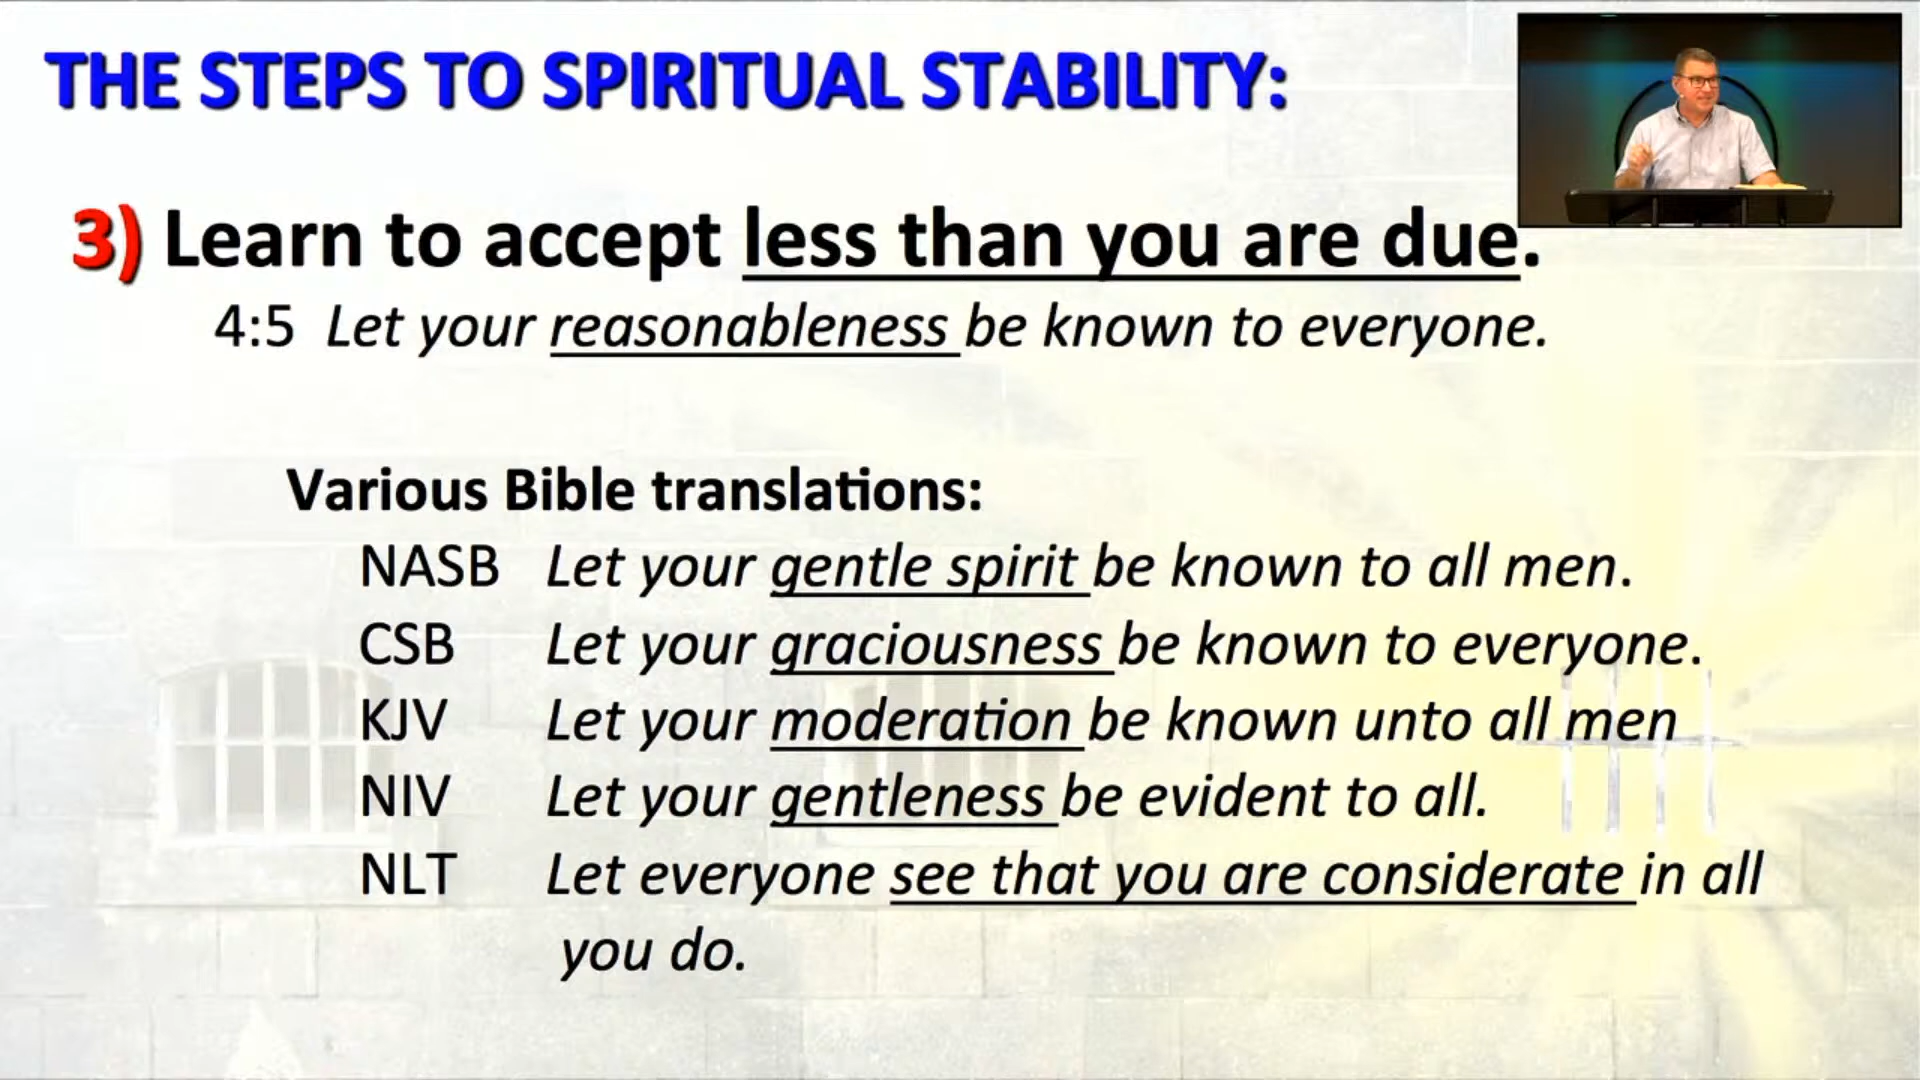 THE STEPS TO SPIRITUAL STABILITY:
3) Learn to accept less than you are due.
4:5 Let your reasonableness be known to everyone.
Various Bible translations:
NASB Let your gentle spirit be known to all men.
CSB Let your graciousness be known to everyone.
KJV Let your moderation be known unto all men
NIV Let your gentleness be evident to all.
NLT Let everyone see that you are considerate in all
you do.